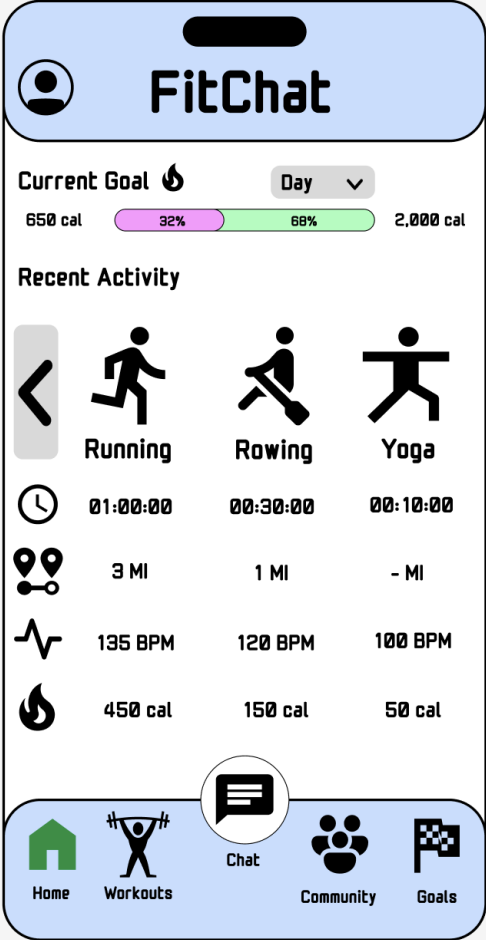 FitChat
Current Goal
Day
650 cal
32%
68%
2,000 cal
Recent Activity
Running
Rowing
Yoga
01:00:00
00:30:00
00:10:00
3 MI
1 MI
- MI
135 BPM
120 BPM
100 BPM
450 cal
150 cal
50 cal
Home
Workouts
Chat
Community
Goals